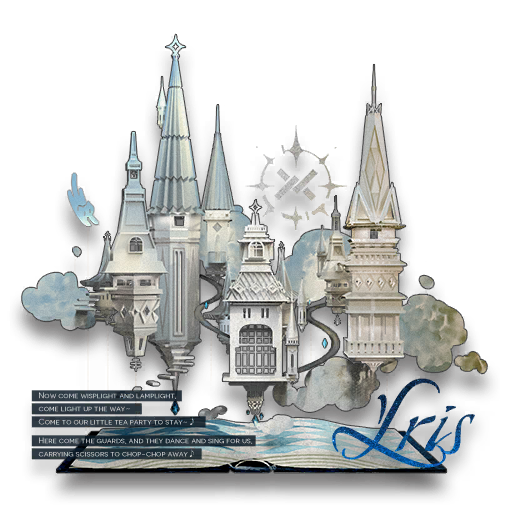 Now come wisplight and lamplight,
come light up the way~
Come to our little tea party to stay~ ♪
Here come the guards, and they dance and sing for us,
carrying scissors to chop-chop away ♪
Lris